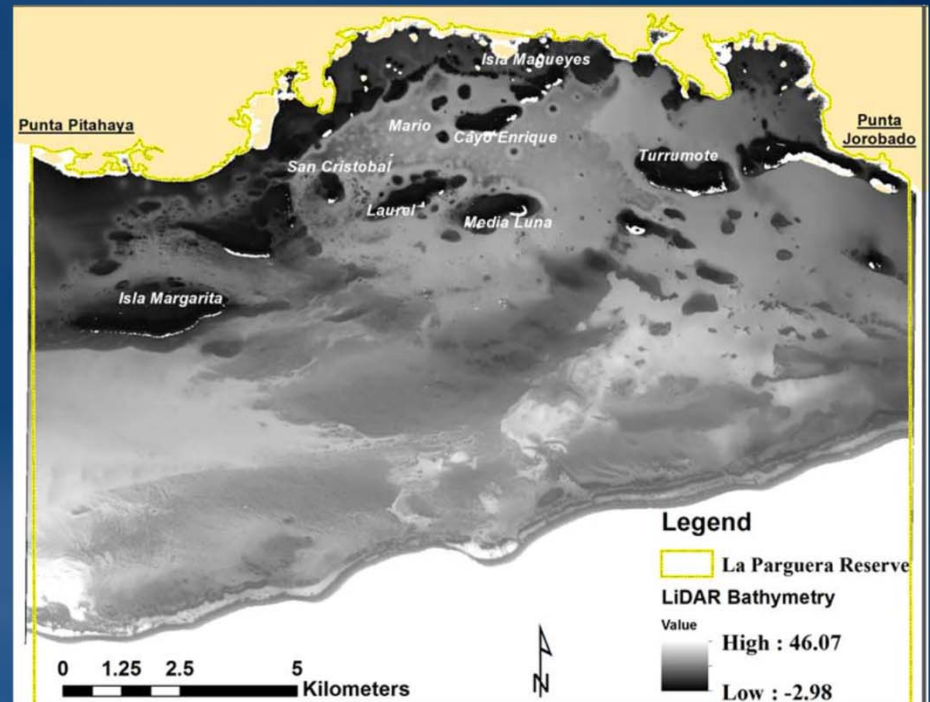 Isla Magueyes
Punta Pitahaya
Mario
Cayo Enrique
Punta
Jorobado
San Cristobal
Turrumote
Laurel
Media Luna
Isla Margarita
Legend
La Parguera Reserve
LiDAR Bathymetry
Value
High : 46.07
Low : -2.98
0 1.25 2.5 5
Kilometers
N